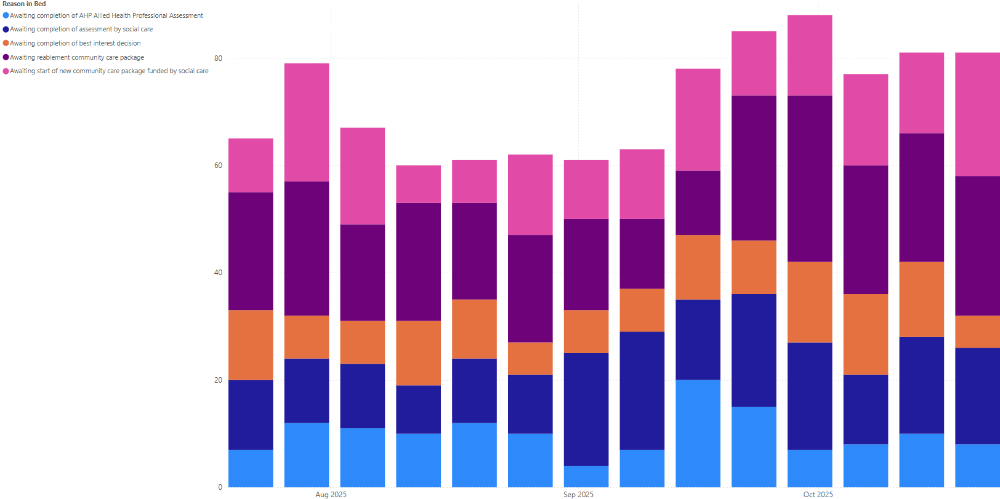 Reason in Bed
Awaiting completion of AHP Allied Health Professional Assessment
Awaiting completion of assessment by social care
Awaiting completion of best interest decision
Awaiting reablement community care package
Awaiting start of new community care package funded by social care
80
60
40
20
0
Aug 2025
Sep 2025
Oct 2025